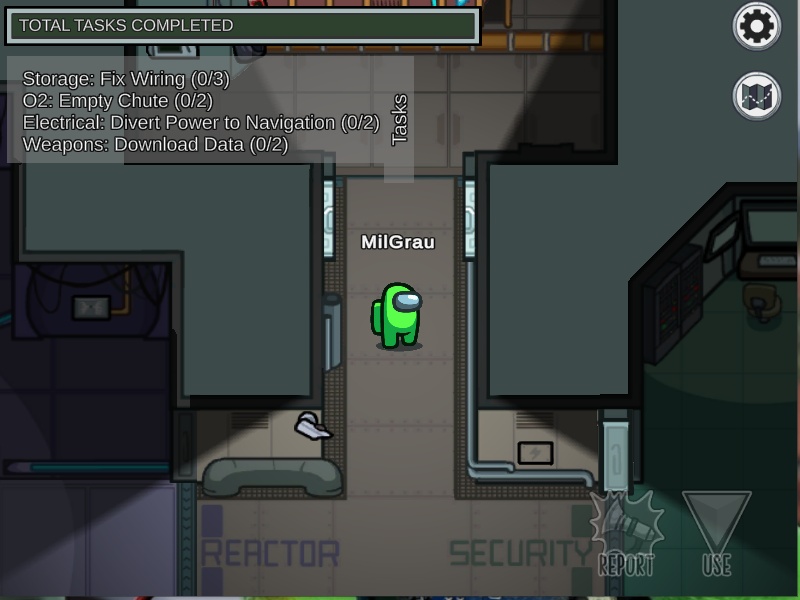 TOTAL TASKS COMPLETED
Storage: Fix Wiring (0/3)
O2: Empty Chute (0/2)
Electrical: Divert Power to Navigation (0/2)
Weapons: Download Data (0/2)
Tasks
MilGrau
REACTOR
SECURITY
REPORT
USE